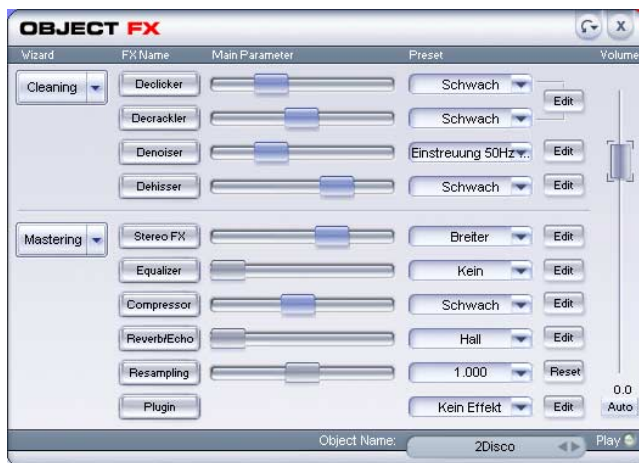 OBJECT FX
X
Wizard FX Name Main Parameter Preset Volume
Cleaning Declicker Schwach
Edit
Decrackler Schwach
Denoiser Einstreuung 50Hz ... Edit
Dehisser Schwach Edit
Mastering Stereo FX Breiter Edit
Equalizer Kein Edit
Compressor Schwach Edit
Reverb/Echo Hall Edit
Resampling 1.000 Reset
0.0
Plugin Kein Effekt Edit Auto
Object Name: 2Disco Play